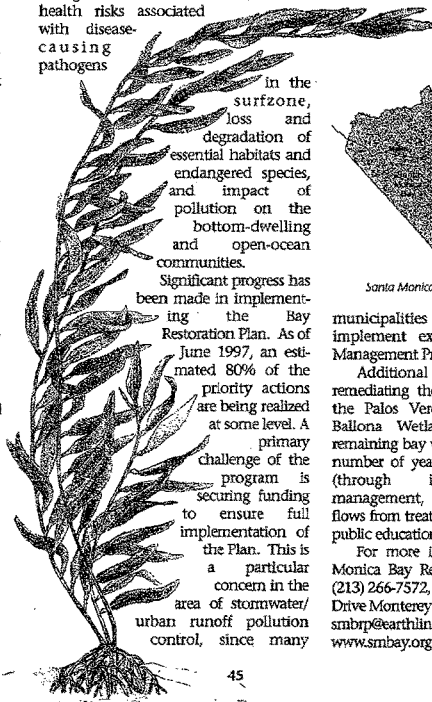 health risks associated
with disease-
causing
pathogens
in the
surfzone,
loss and
degradation of
essential habitats and
endangered species,
and impact of
pollution on the
bottom-dwelling
and open-ocean
communities.
Significant progress has
been made in implement-
ing the Bay
Restoration Plan. As of
June 1997, an esti-
mated 80% of the
priority actions
are being realized
at some level. A
primary
challenge of the
program is
securing funding
to ensure full
implementation of
the Plan. This is
a particular
concern in the
area of stormwater/
urban runoff pollution
control, since many
Santa Monica
municipalities
implement ex
Management Pr
Additional
remediating the
the Palos Ver
Ballona Wetla
remaining bay
number of yea
(through i
management,
flows from treat
public education
For more i
Monica Bay Re
(213) 266-7572,
Drive Monterey
smbrp@earthlin
www.smbay.org
45